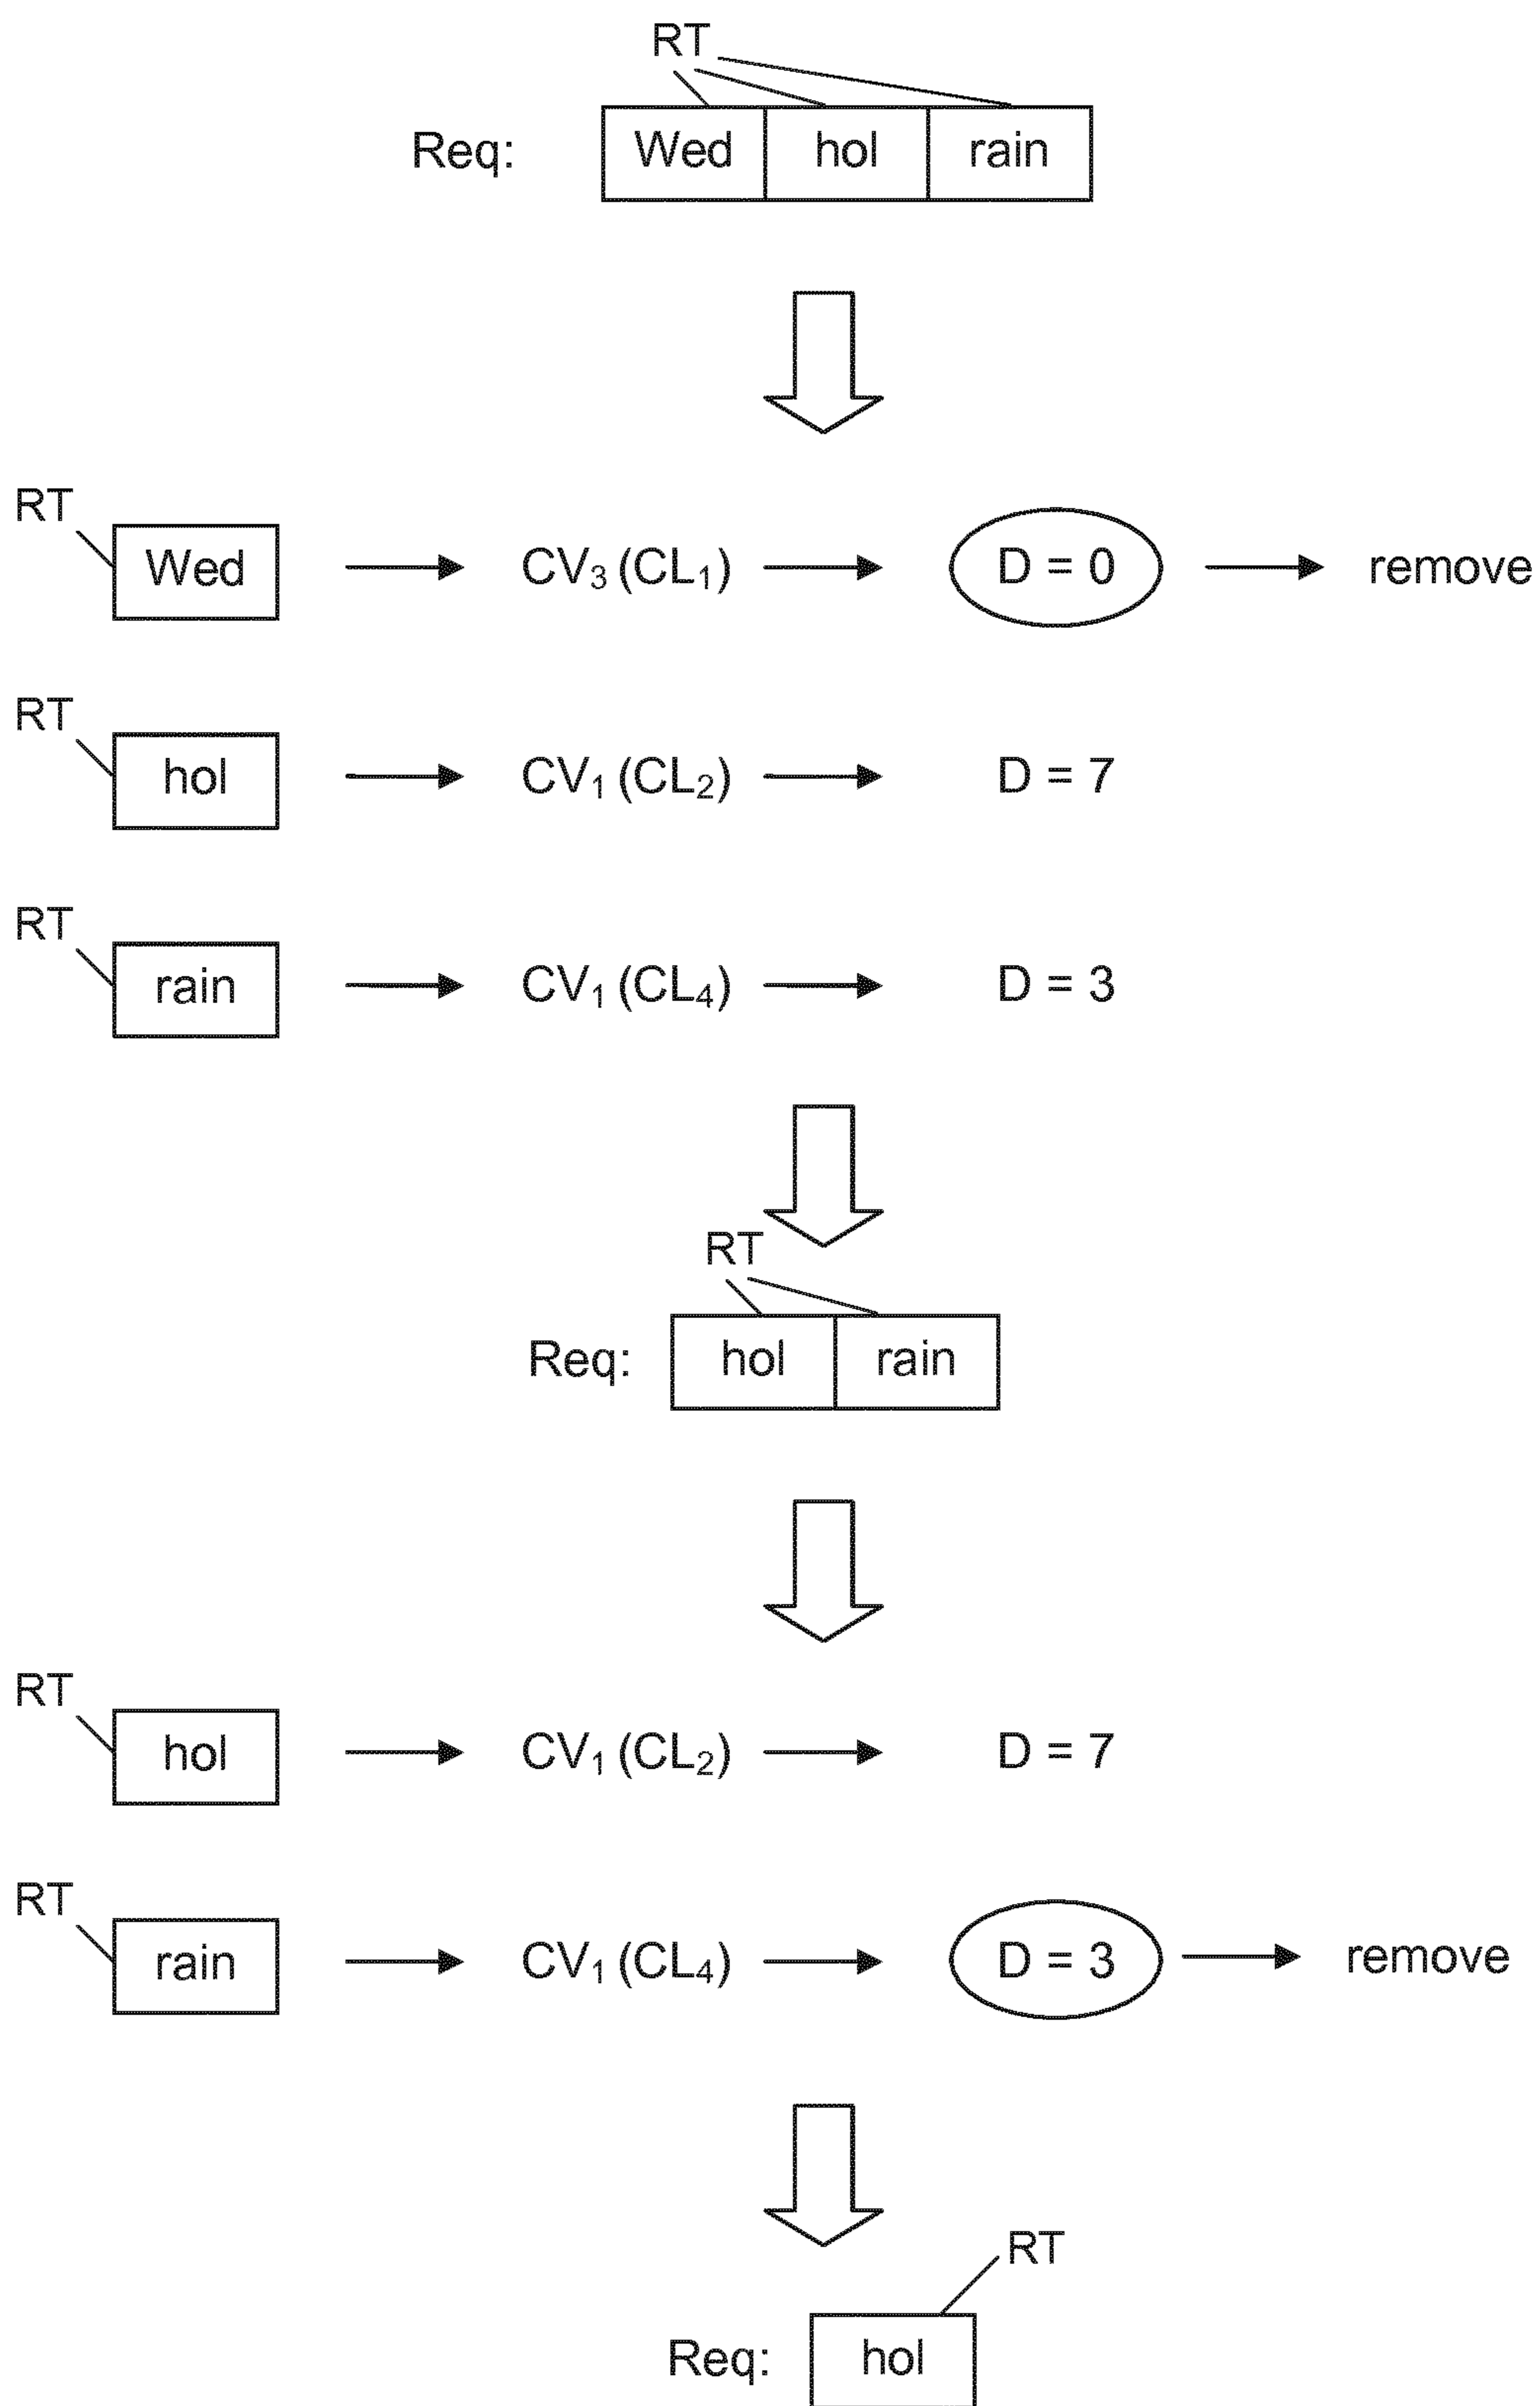 RT
Req: Wed hol rain
RT
Wed CV₃ (CL₁) D = 0 remove
RT
hol CV₁ (CL₂) D = 7
RT
rain CV₁ (CL₄) D = 3
RT
Req: hol rain
RT
hol CV₁ (CL₂) D = 7
RT
rain CV₁ (CL₄) D = 3 remove
RT
Req: hol